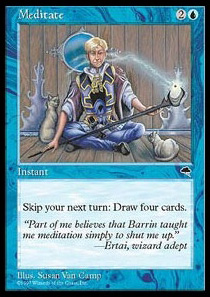 Meditate 2
Instant
Skip your next turn: Draw four cards.
"Part of me believes that Barrin taught
me meditation simply to shut me up."
—Ertai, wizard adept
Illus. Susan Van Camp
©1997 Wizards of the Coast, Inc.